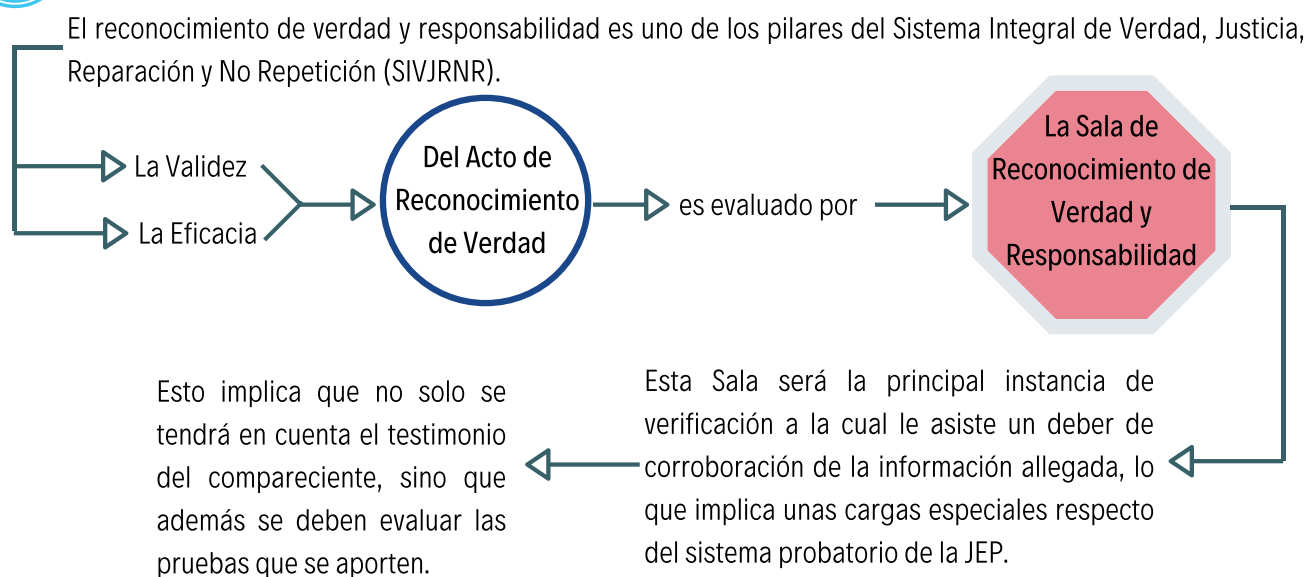 El reconocimiento de verdad y responsabilidad es uno de los pilares del Sistema Integral de Verdad, Justicia,
Reparación y No Repetición (SIVJRNR).
La Validez
La Eficacia
Del Acto de
Reconocimiento
de Verdad
es evaluado por
La Sala de
Reconocimiento de
Verdad y
Responsabilidad
Esta Sala será la principal instancia de
verificación a la cual le asiste un deber de
corroboración de la información allegada, lo
que implica unas cargas especiales respecto
del sistema probatorio de la JEP.
Esto implica que no solo se
tendrá en cuenta el testimonio
del compareciente, sino que
además se deben evaluar las
pruebas que se aporten.